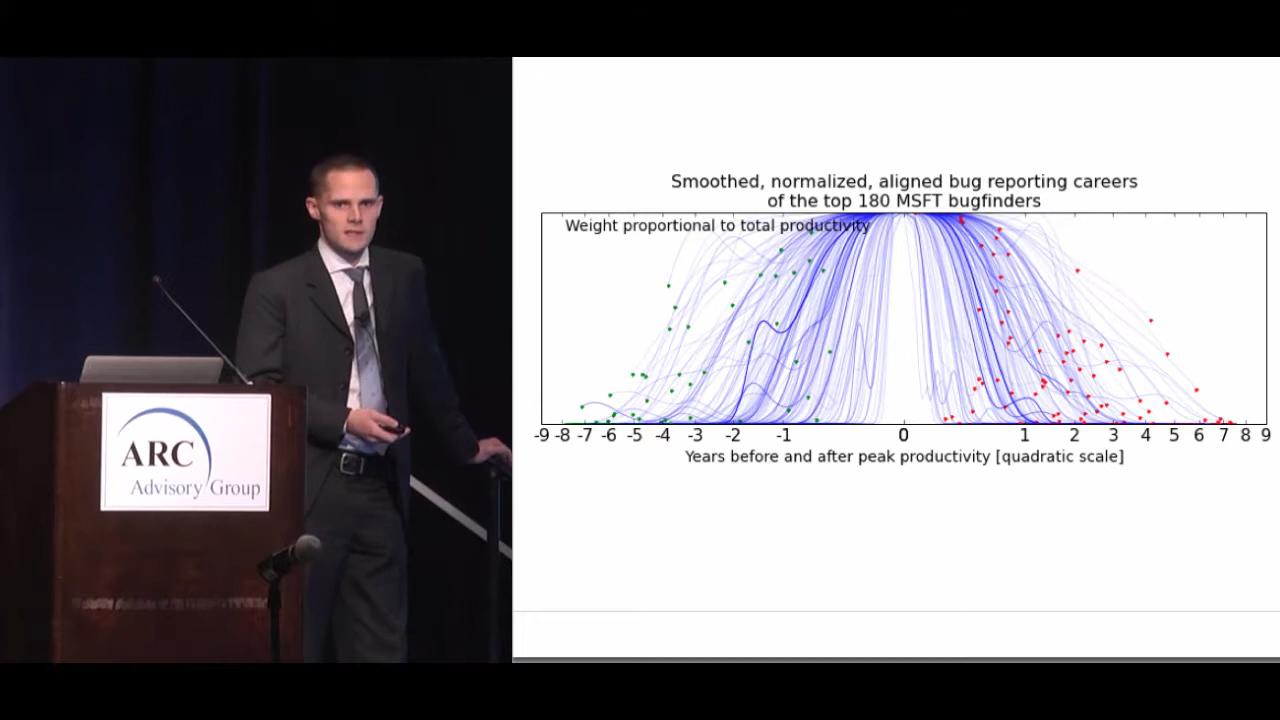 ARC
Advisory Group
Smoothed, normalized, aligned bug reporting careers
of the top 180 MSFT bugfinders
Weight proportional to total productivity
-9 -8 -7 -6 -5 -4 -3 -2 -1 0 1 2 3 4 5 6 7 8 9
Years before and after peak productivity [quadratic scale]